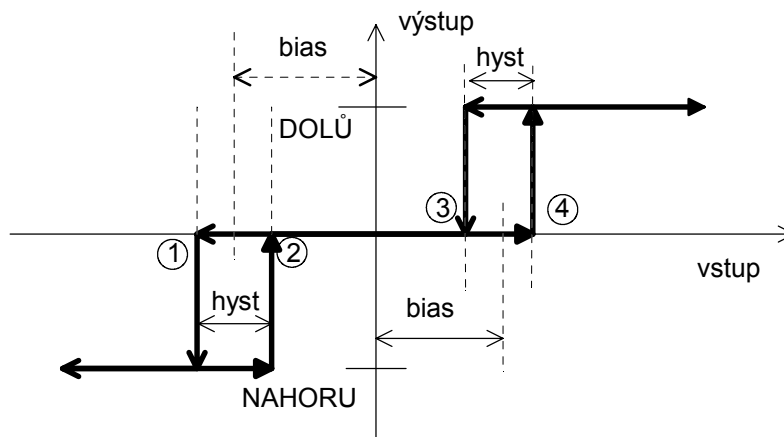 výstup
bias
hyst
DOLŮ
③
④
①
②
vstup
hyst
bias
NAHORU